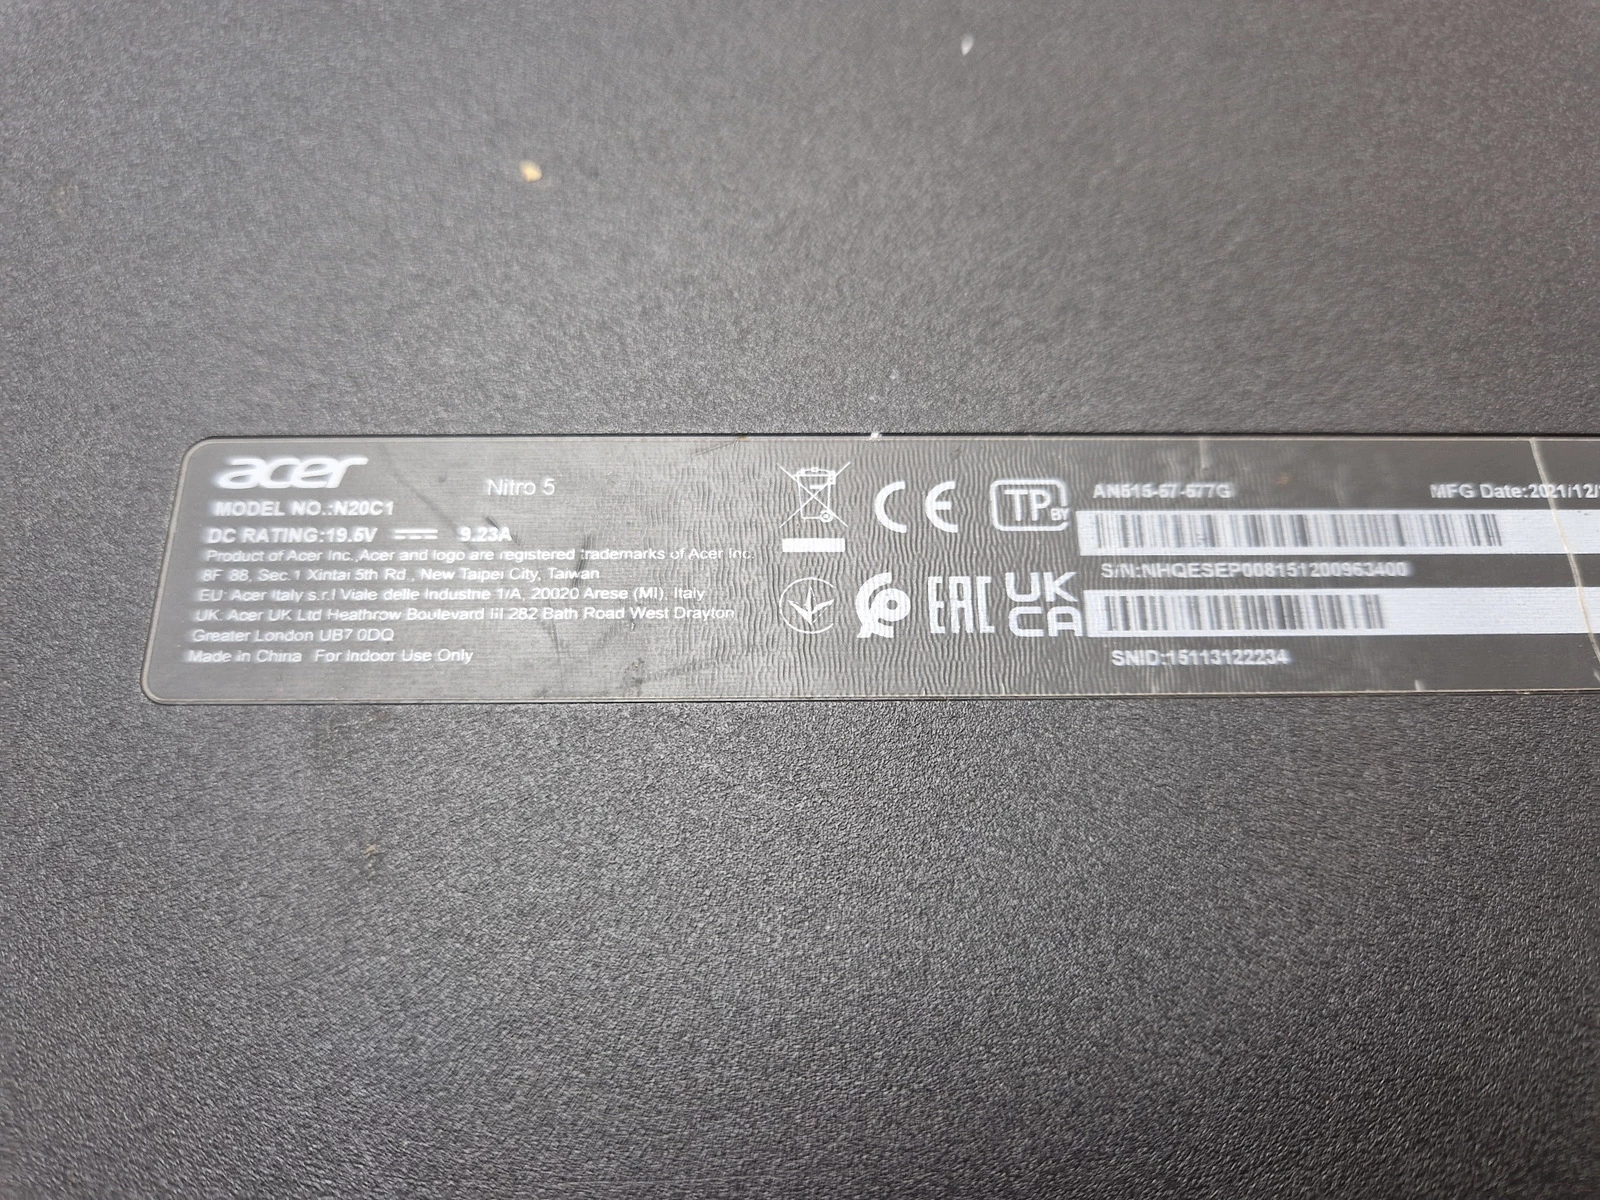 acer
Nitro 5
MODEL NO.:N20C1
DC RATING:19.5V 9.23A
Product of Acer Inc.,Acer and logo are registered trademarks of Acer Inc.
8F 88, Sec.1 Xintai 5th Rd., New Taipei City, Taiwan
EU: Acer Italy s.r.l Viale delle Industrie 1/A, 20020 Arese (MI), Italy
UK: Acer UK Ltd Heathrow Boulevard III 282 Bath Road West Drayton
Greater London UB7 0DQ
Made in China For Indoor Use Only
CE
TP BY
EAC
UK
CA
AN515-57-577G
MFG Date:2021/12/
S/N:NHQESEP008151200963400
SNID:15113122234